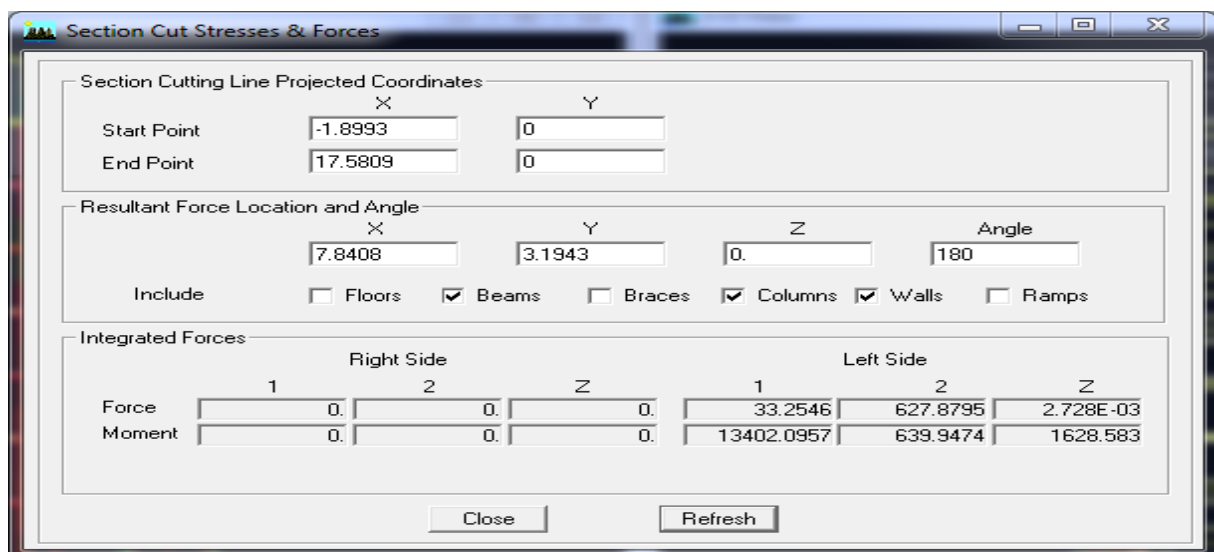 Section Cut Stresses & Forces
Section Cutting Line Projected Coordinates
X Y
Start Point -1.8993 0
End Point 17.5809 0
Resultant Force Location and Angle
X Y Z Angle
7.8408 3.1943 0. 180
Include Floors Beams Braces Columns Walls Ramps
Integrated Forces
Right Side Left Side
1 2 Z 1 2 Z
Force 0. 0. 0. 33.2546 627.8795 2.728E-03
Moment 0. 0. 0. 13402.0957 639.9474 1628.583
Close Refresh